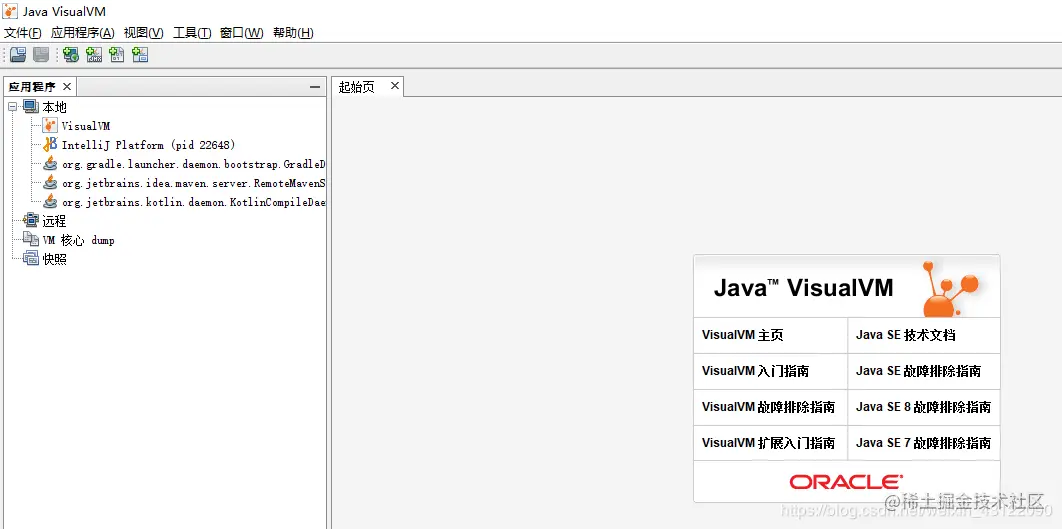 Java VisualVM
文件(F) 应用程序(A) 视图(V) 工具(T) 窗口(W) 帮助(H)
应用程序
起始页
本地
VisualVM
IntelliJ Platform (pid 22648)
org.gradle.launcher.daemon.bootstrap.GradleD
org.jetbrains.idea.maven.server.RemoteMavenS
org.jetbrains.kotlin.daemon.KotlinCompileDae
远程
VM 核心 dump
快照
Java™ VisualVM
VisualVM 主页
Java SE 技术文档
VisualVM 入门指南
Java SE 故障排除指南
VisualVM 故障排除指南
Java SE 8 故障排除指南
VisualVM 扩展入门指南
Java SE 7 故障排除指南
ORACLE
@稀土掘金技术社区
https://blog.csdn.net/weixin_43122090